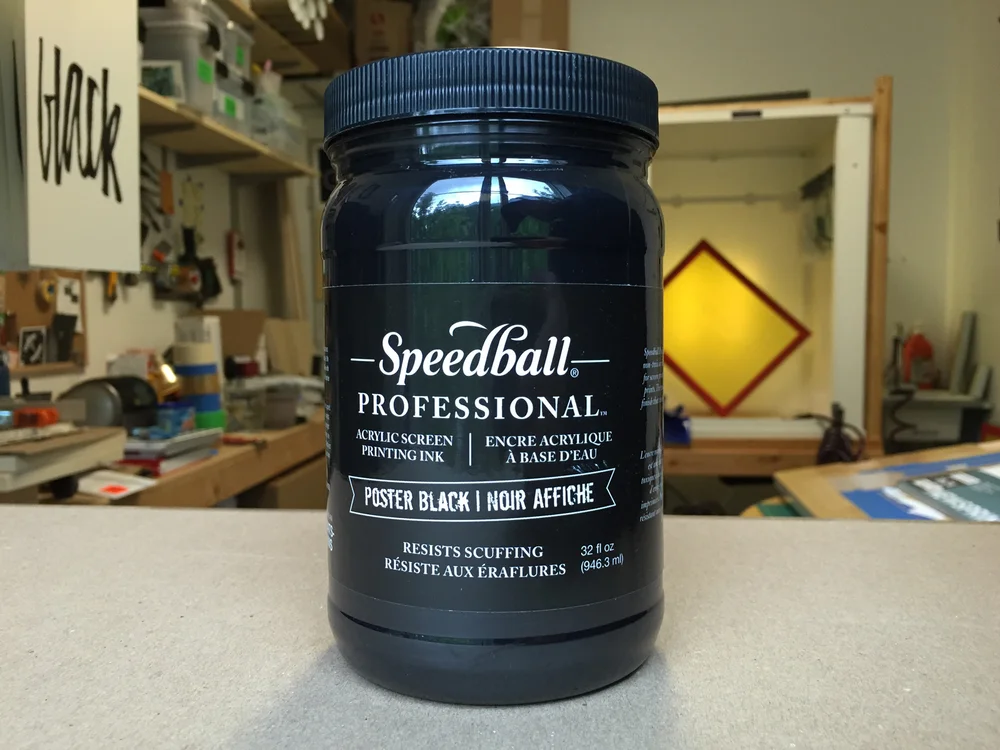 black
Speedball®
PROFESSIONAL™
ACRYLIC SCREEN
PRINTING INK
ENCRE ACRYLIQUE
À BASE D'EAU
POSTER BLACK | NOIR AFFICHE
RESISTS SCUFFING
RÉSISTE AUX ÉRAFLURES
32 fl oz
(946.3 ml)